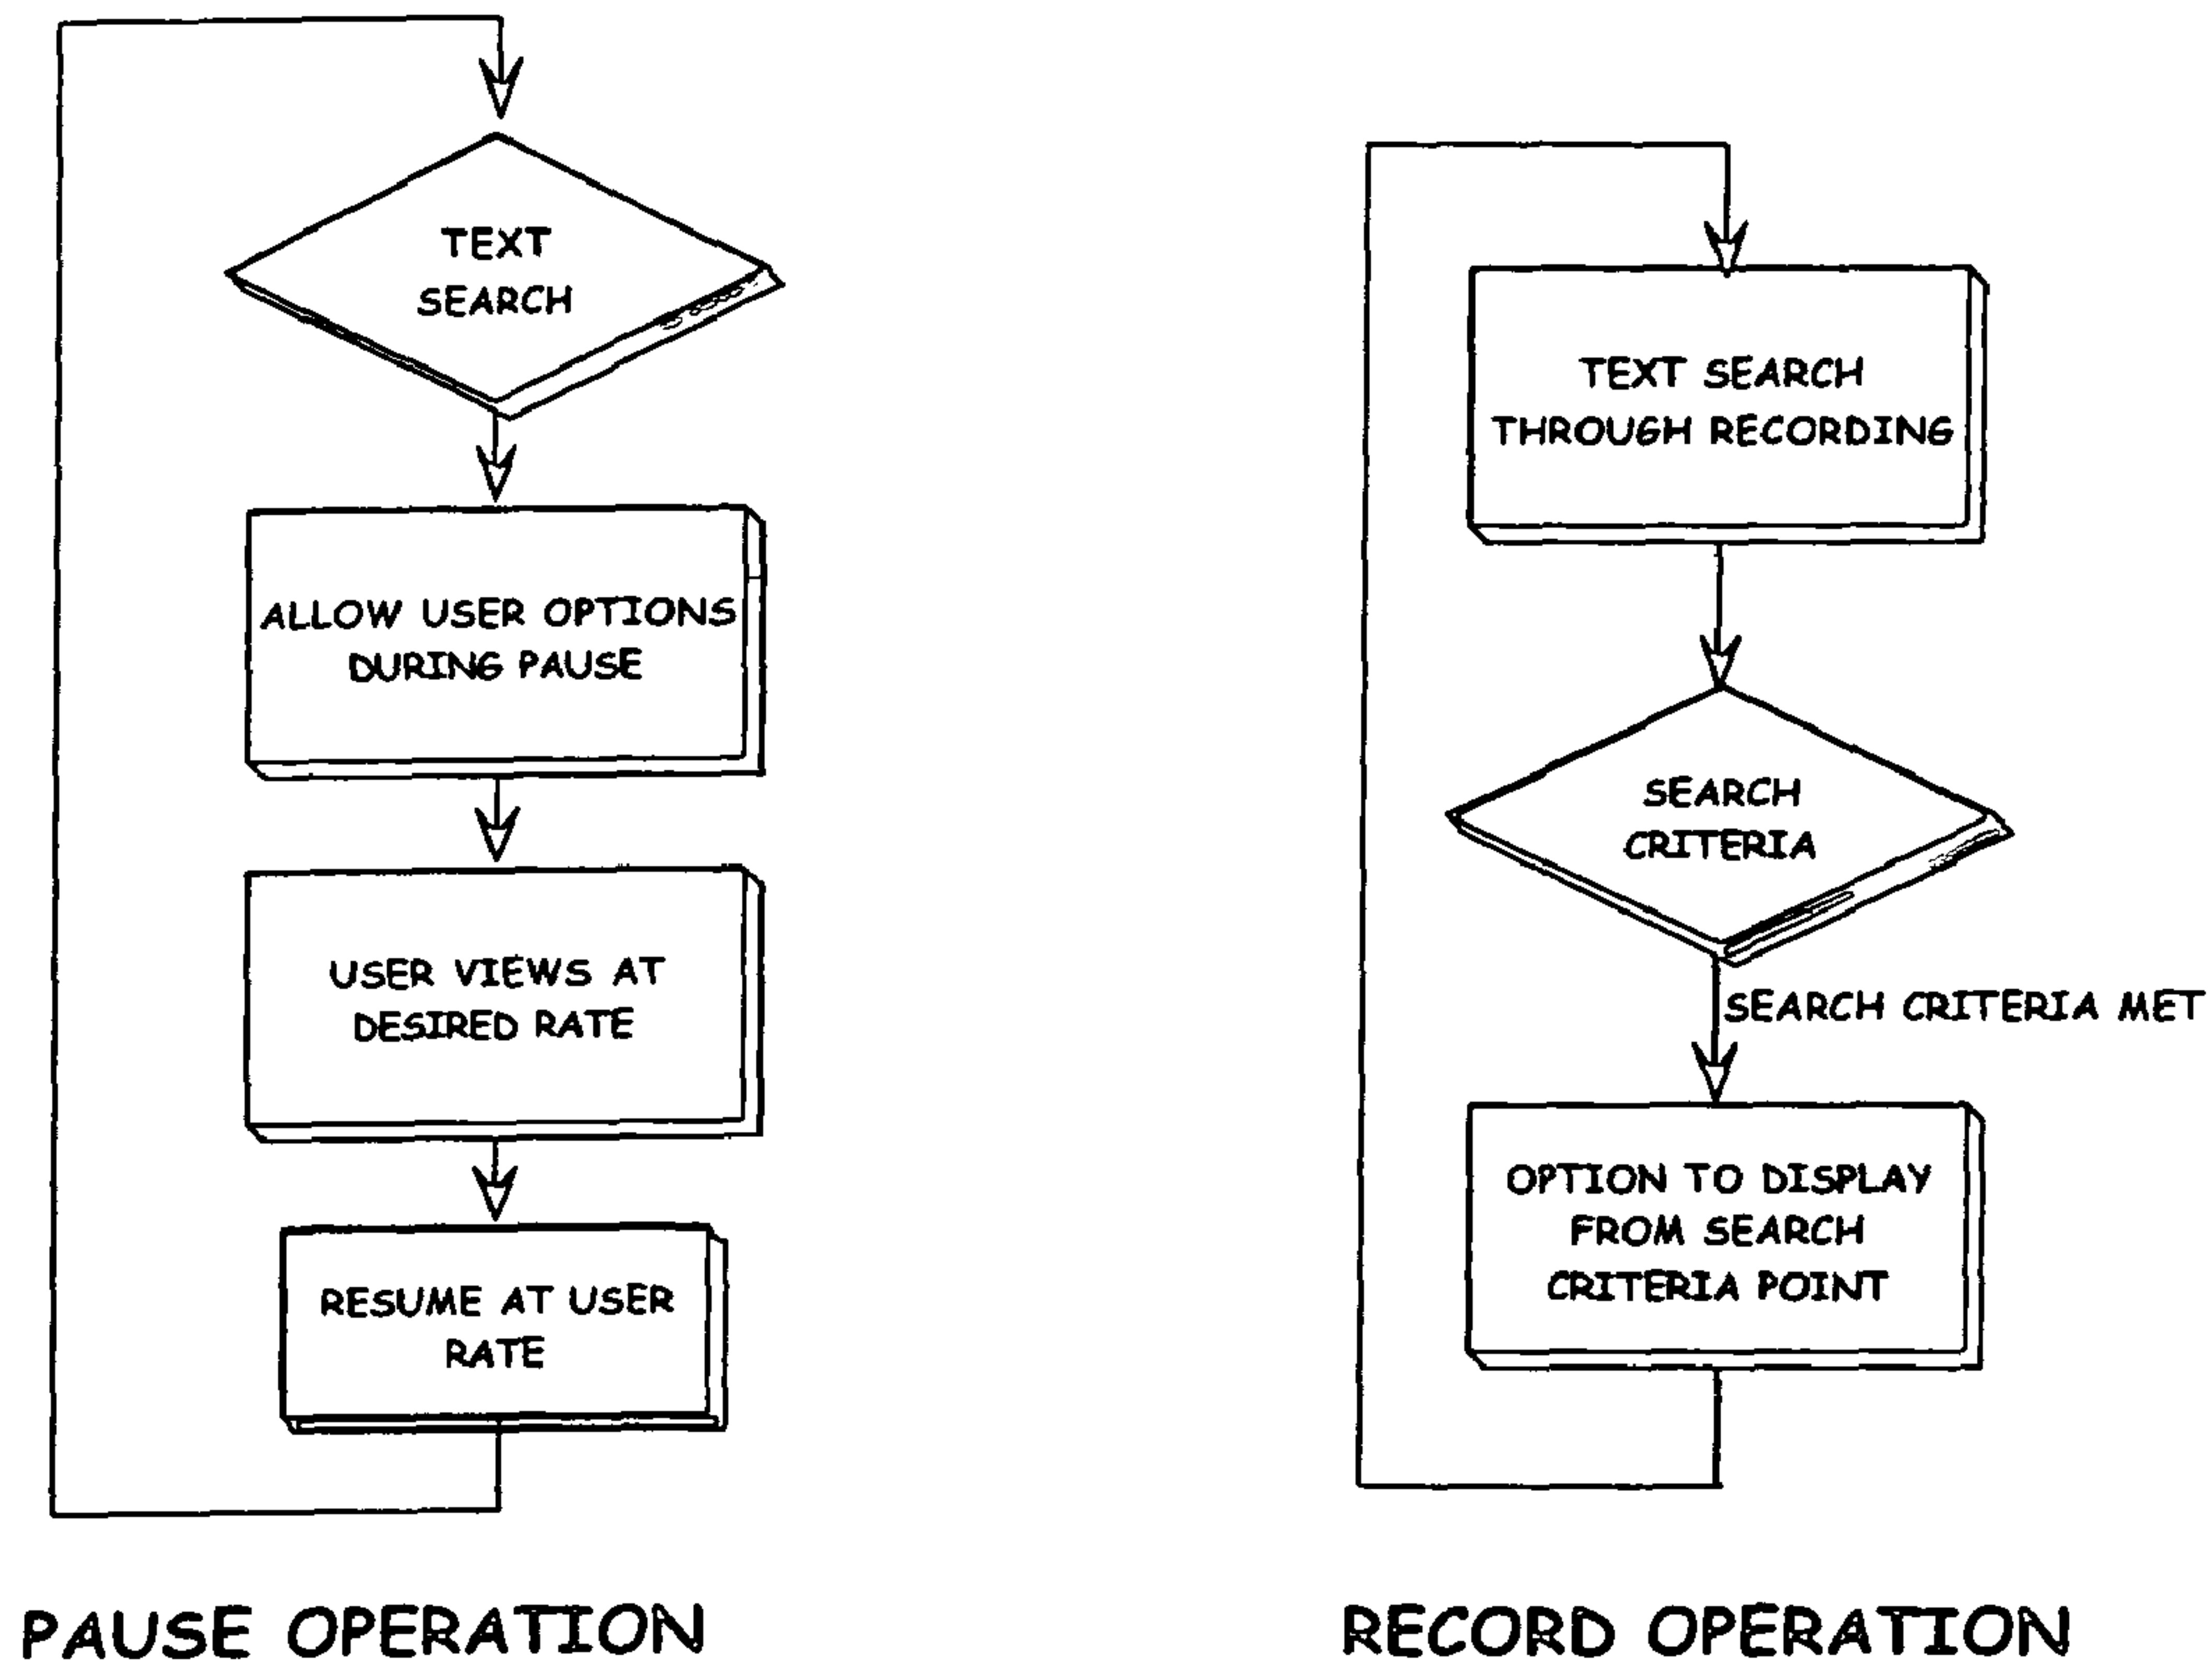 TEXT
SEARCH
ALLOW USER OPTIONS
DURING PAUSE
USER VIEWS AT
DESIRED RATE
RESUME AT USER
RATE
PAUSE OPERATION
TEXT SEARCH
THROUGH RECORDING
SEARCH
CRITERIA
SEARCH CRITERIA MET
OPTION TO DISPLAY
FROM SEARCH
CRITERIA POINT
RECORD OPERATION